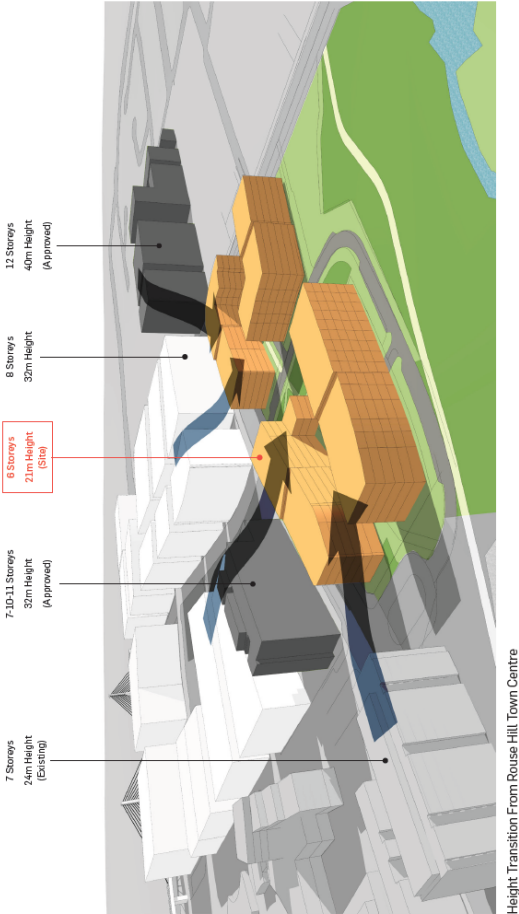 7 Storeys
24m Height
(Existing)
7-10-11 Storeys
32m Height
(Approved)
6 Storeys
21m Height
(Site)
8 Storeys
32m Height
12 Storeys
40m Height
(Approved)
Height Transition From Rouse Hill Town Centre